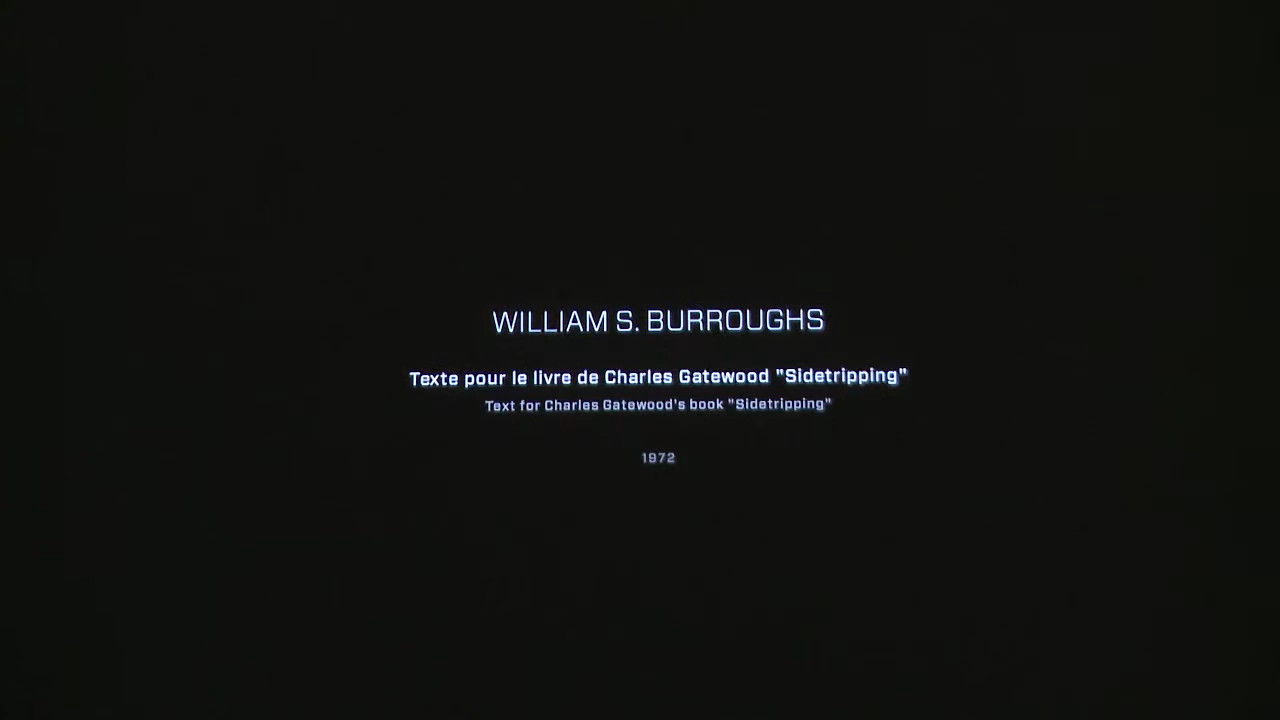 WILLIAM S. BURROUGHS
Texte pour le livre de Charles Gatewood "Sidetripping"
Text for Charles Gatewood's book "Sidetripping"
1972